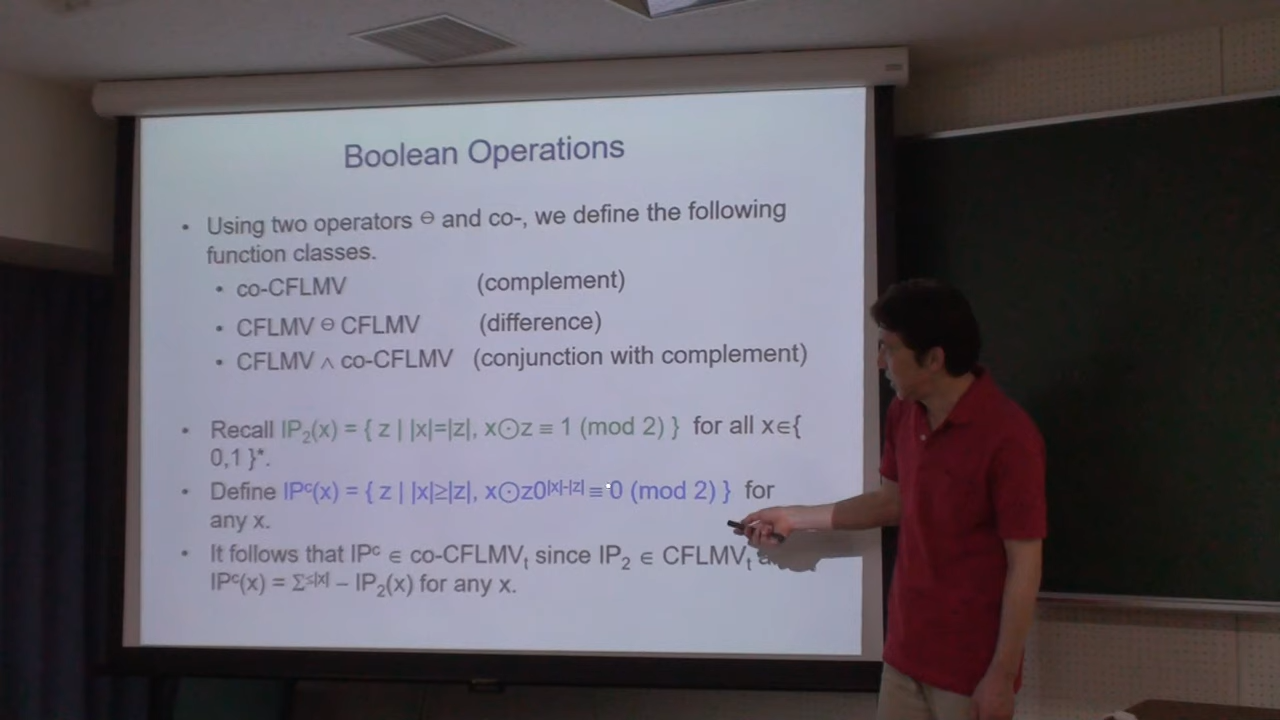 Boolean Operations
• Using two operators ⊖ and co-, we define the following
function classes.
• co-CFLMV (complement)
• CFLMV ⊖ CFLMV (difference)
• CFLMV ∧ co-CFLMV (conjunction with complement)
• Recall IP₂(x) = { z | |x|=|z|, x⊙z ≡ 1 (mod 2) } for all x∈{
0,1 }*.
• Define IPᶜ(x) = { z | |x|≥|z|, x⊙z0^|x|-|z| ≡ 0 (mod 2) } for
any x.
• It follows that IPᶜ ∈ co-CFLMVₜ since IP₂ ∈ CFLMVₜ
IPᶜ(x) = Σ^≤|x| – IP₂(x) for any x.